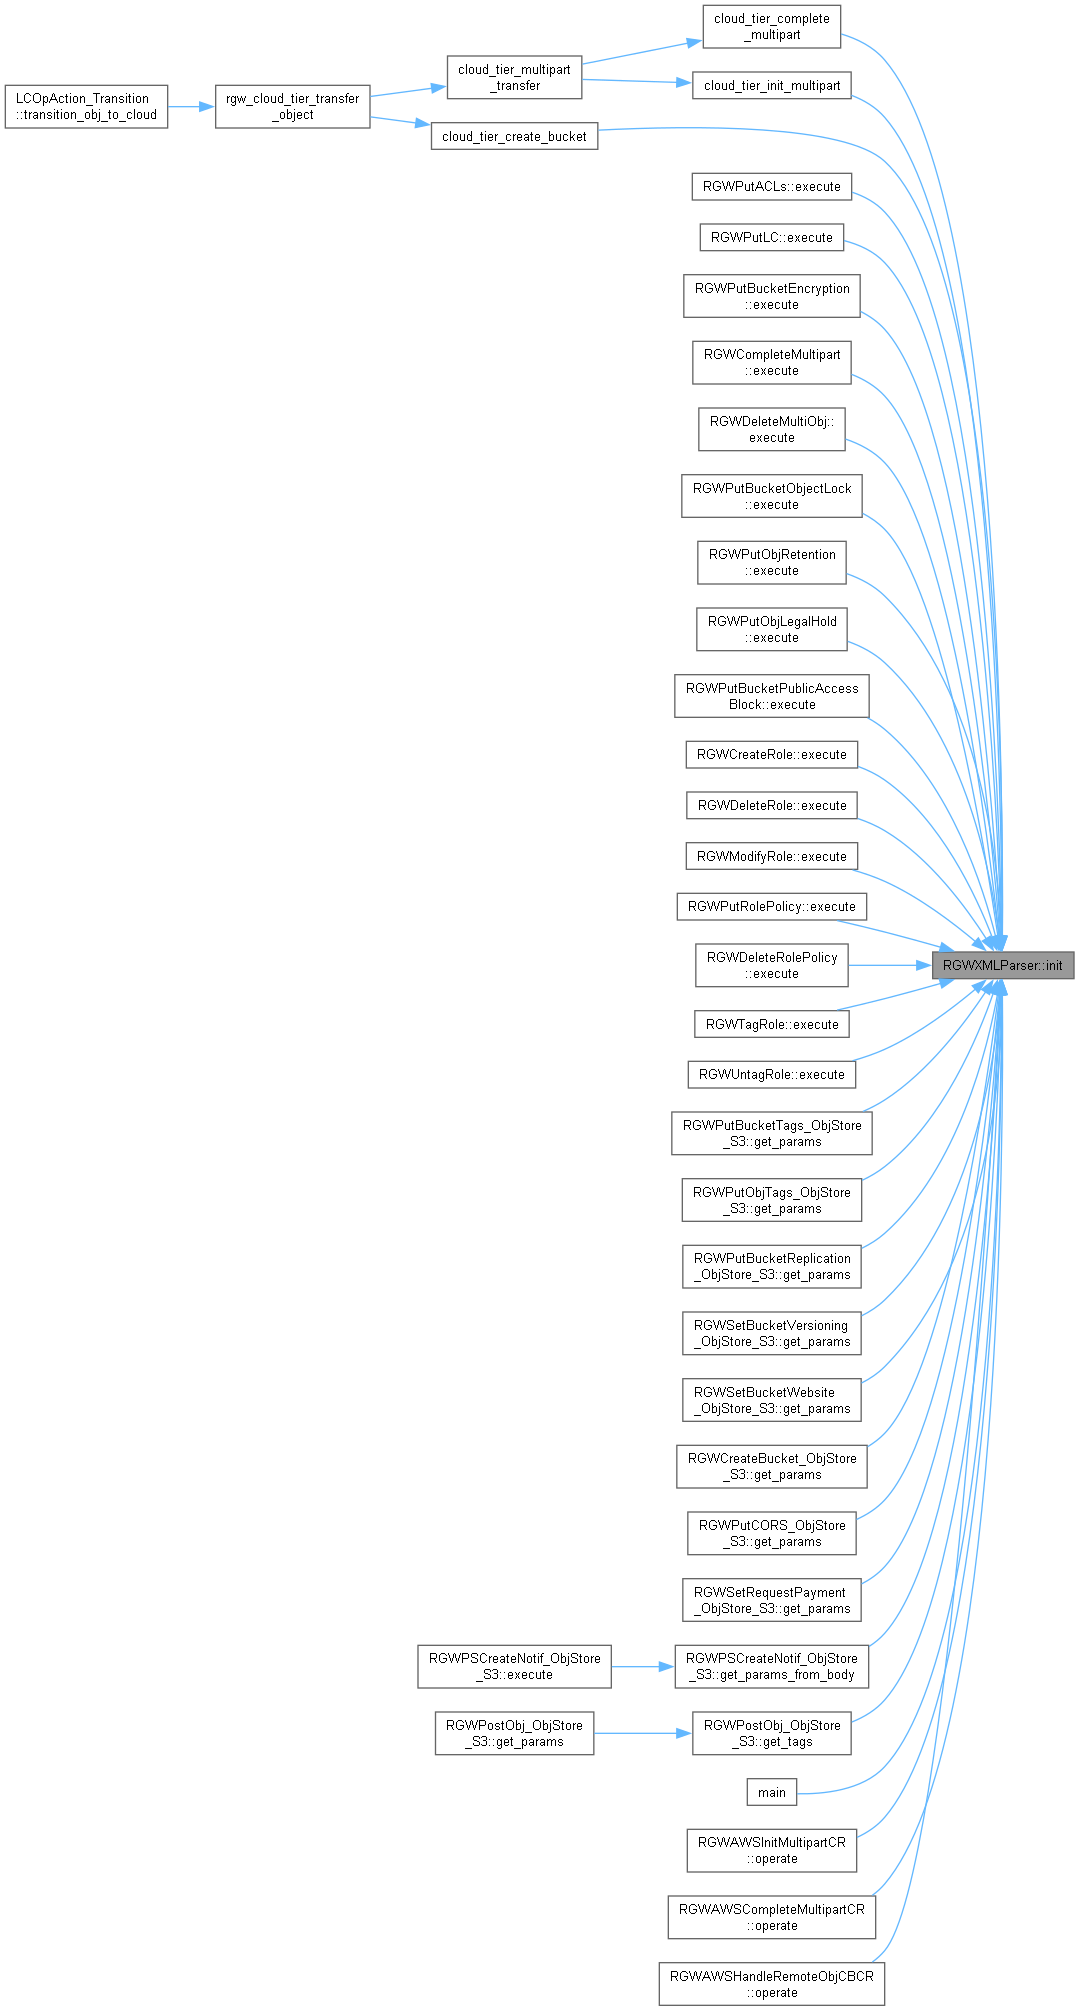 cloud_tier_complete
_multipart
cloud_tier_multipart
_transfer
cloud_tier_init_multipart
LCOpAction_Transition
::transition_obj_to_cloud
rgw_cloud_tier_transfer
_object
cloud_tier_create_bucket
RGWPutACLs::execute
RGWPutLC::execute
RGWPutBucketEncryption
::execute
RGWCompleteMultipart
::execute
RGWDeleteMultiObj::
execute
RGWPutBucketObjectLock
::execute
RGWPutObjRetention
::execute
RGWPutObjLegalHold
::execute
RGWPutBucketPublicAccess
Block::execute
RGWCreateRole::execute
RGWDeleteRole::execute
RGWModifyRole::execute
RGWPutRolePolicy::execute
RGWDeleteRolePolicy
::execute
RGWXMLParser::init
RGWTagRole::execute
RGWUntagRole::execute
RGWPutBucketTags_ObjStore
_S3::get_params
RGWPutObjTags_ObjStore
_S3::get_params
RGWPutBucketReplication
_ObjStore_S3::get_params
RGWSetBucketVersioning
_ObjStore_S3::get_params
RGWSetBucketWebsite
_ObjStore_S3::get_params
RGWCreateBucket_ObjStore
_S3::get_params
RGWPutCORS_ObjStore
_S3::get_params
RGWSetRequestPayment
_ObjStore_S3::get_params
RGWPSCreateNotif_ObjStore
_S3::execute
RGWPSCreateNotif_ObjStore
_S3::get_params_from_body
RGWPostObj_ObjStore
_S3::get_params
RGWPostObj_ObjStore
_S3::get_tags
main
RGWAWSInitMultipartCR
::operate
RGWAWSCompleteMultipartCR
::operate
RGWAWSHandleRemoteObjCBCR
::operate